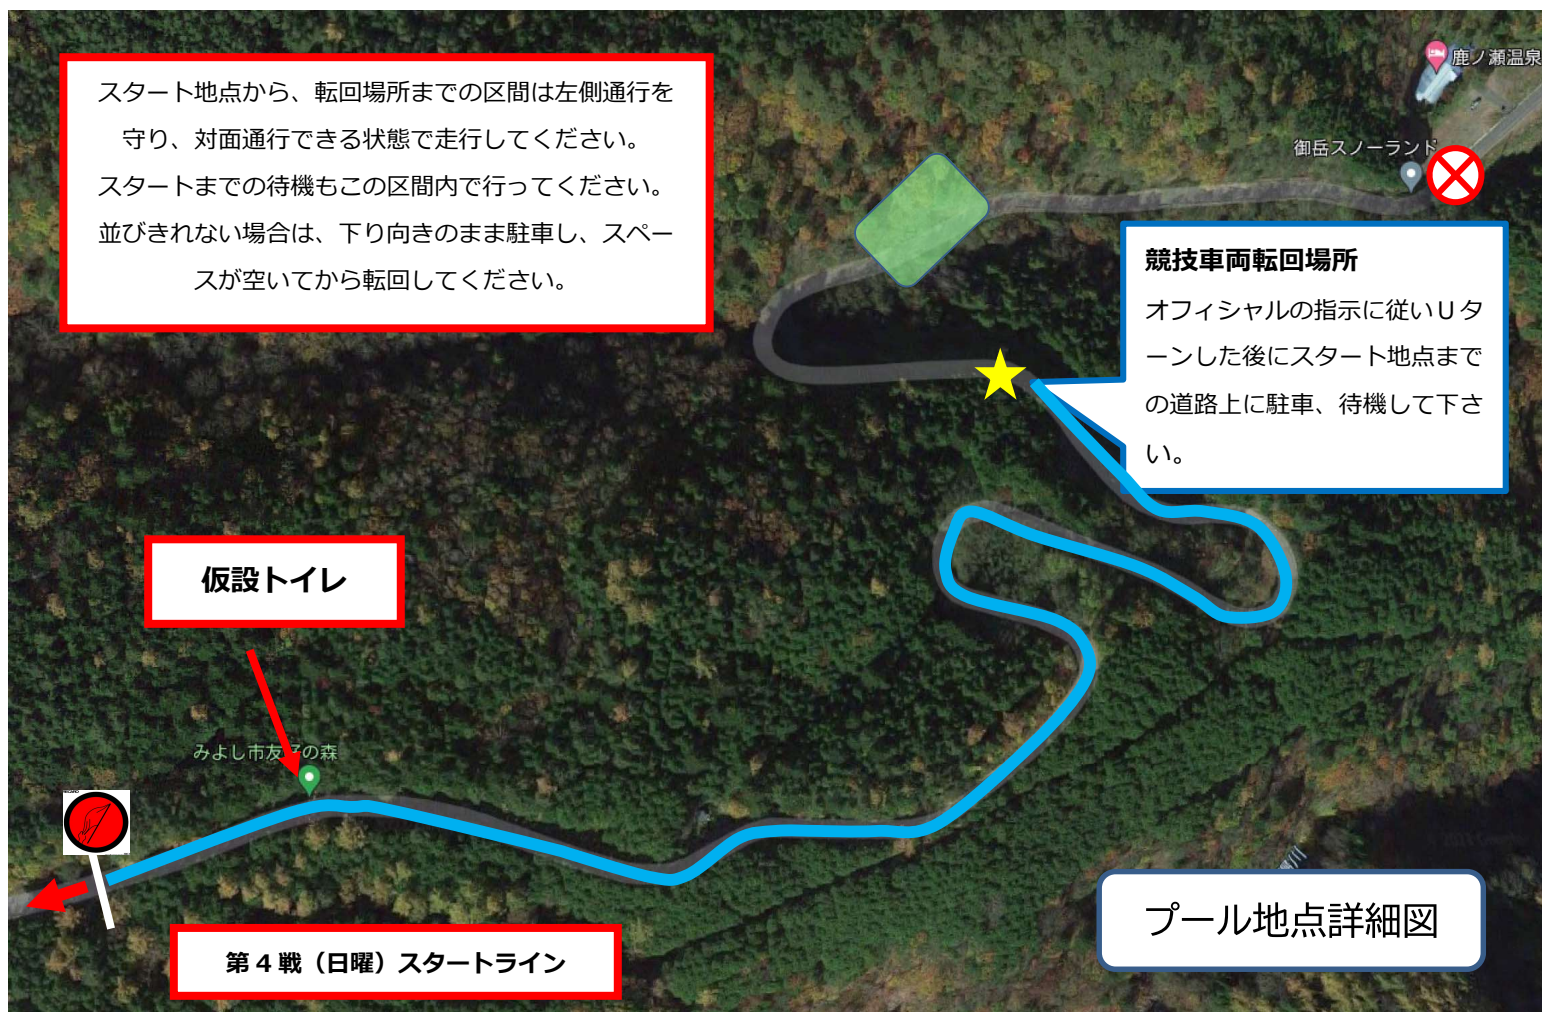 スタート地点から、転回場所までの区間は左側通行を
守り、対面通行できる状態で走行してください。
スタートまでの待機もこの区間内で行ってください。
並びきれない場合は、下り向きのまま駐車し、スペー
スが空いてから転回してください。
鹿ノ瀬温泉
御岳スノーランド
競技車両転回場所
オフィシャルの指示に従いUタ
ーンした後にスタート地点まで
の道路上に駐車、待機して下さ
い。
仮設トイレ
みよし市友好の森
第4戦（日曜）スタートライン
プール地点詳細図